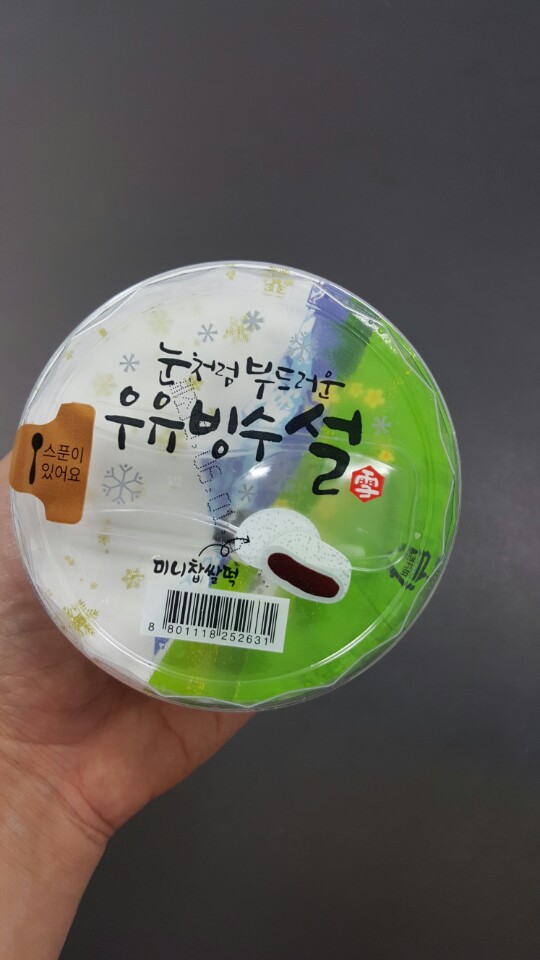 눈처럼 부드러운
우유빙수설
雪
스푼이
있어요
미니찹쌀떡
8 801118 252631